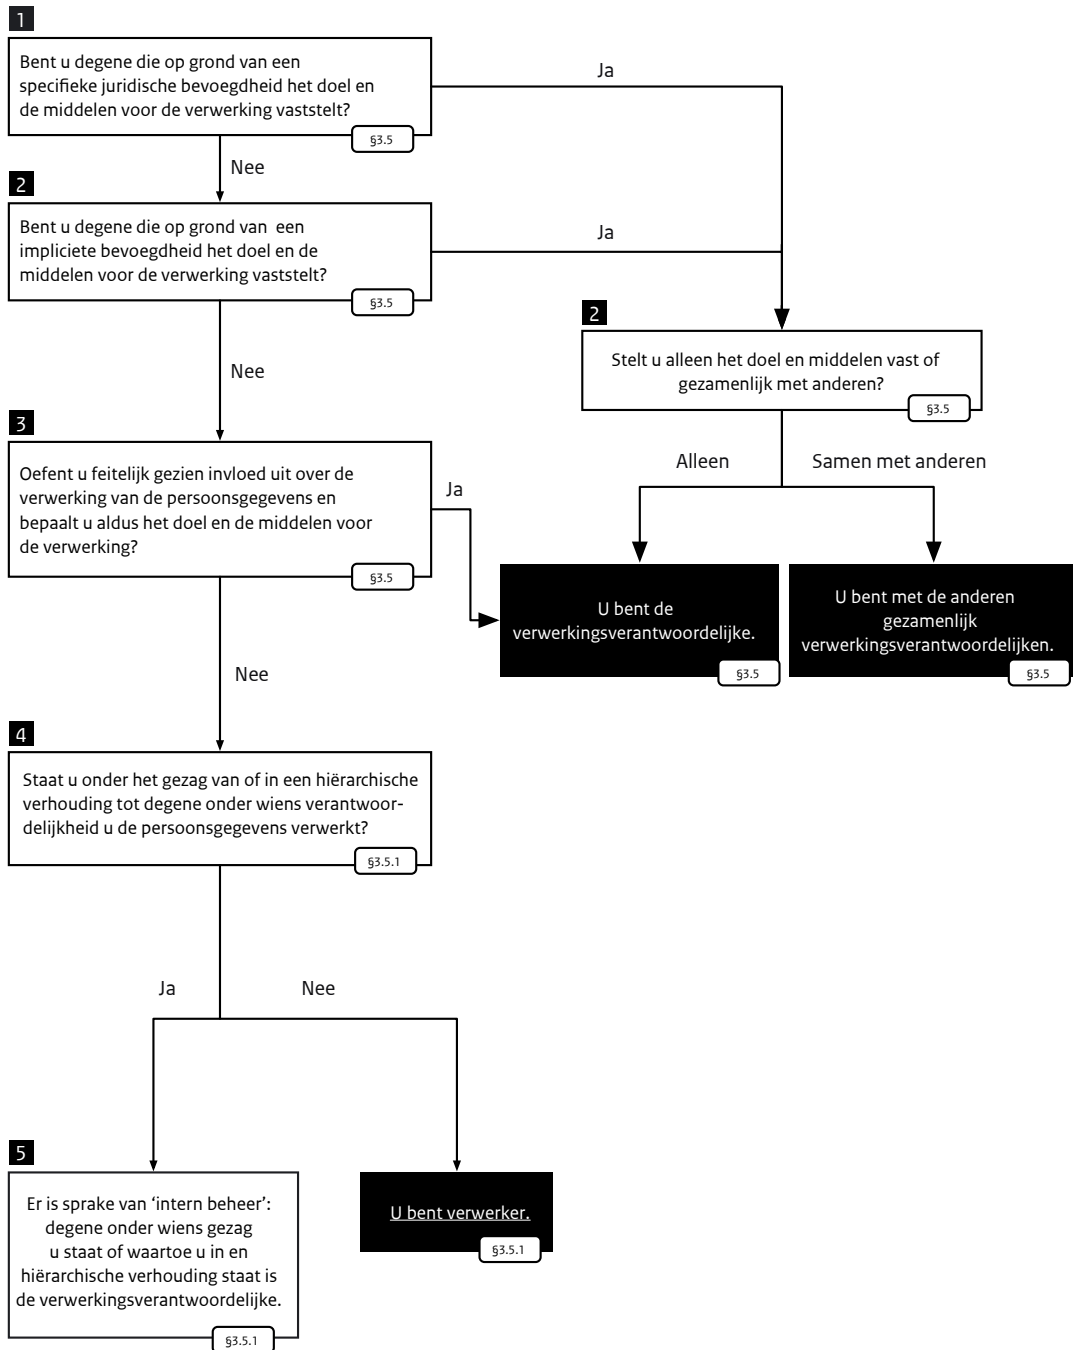 1
Bent u degene die op grond van een
specifieke juridische bevoegdheid het doel en
de middelen voor de verwerking vaststelt?
§3.5
Ja
Nee
2
Bent u degene die op grond van een
impliciete bevoegdheid het doel en de
middelen voor de verwerking vaststelt?
§3.5
Ja
Nee
2
Stelt u alleen het doel en middelen vast of
gezamenlijk met anderen?
§3.5
Alleen
Samen met anderen
3
Oefent u feitelijk gezien invloed uit over de
verwerking van de persoonsgegevens en
bepaalt u aldus het doel en de middelen voor
de verwerking?
§3.5
Ja
Nee
U bent de
verwerkingsverantwoordelijke.
§3.5
U bent met de anderen
gezamenlijk
verwerkingsverantwoordelijken.
§3.5
4
Staat u onder het gezag van of in een hiërarchische
verhouding tot degene onder wiens verantwoor-
delijkheid u de persoonsgegevens verwerkt?
§3.5.1
Ja
Nee
5
Er is sprake van ‘intern beheer’:
degene onder wiens gezag
u staat of waartoe u in en
hiërarchische verhouding staat is
de verwerkingsverantwoordelijke.
§3.5.1
U bent verwerker.
§3.5.1